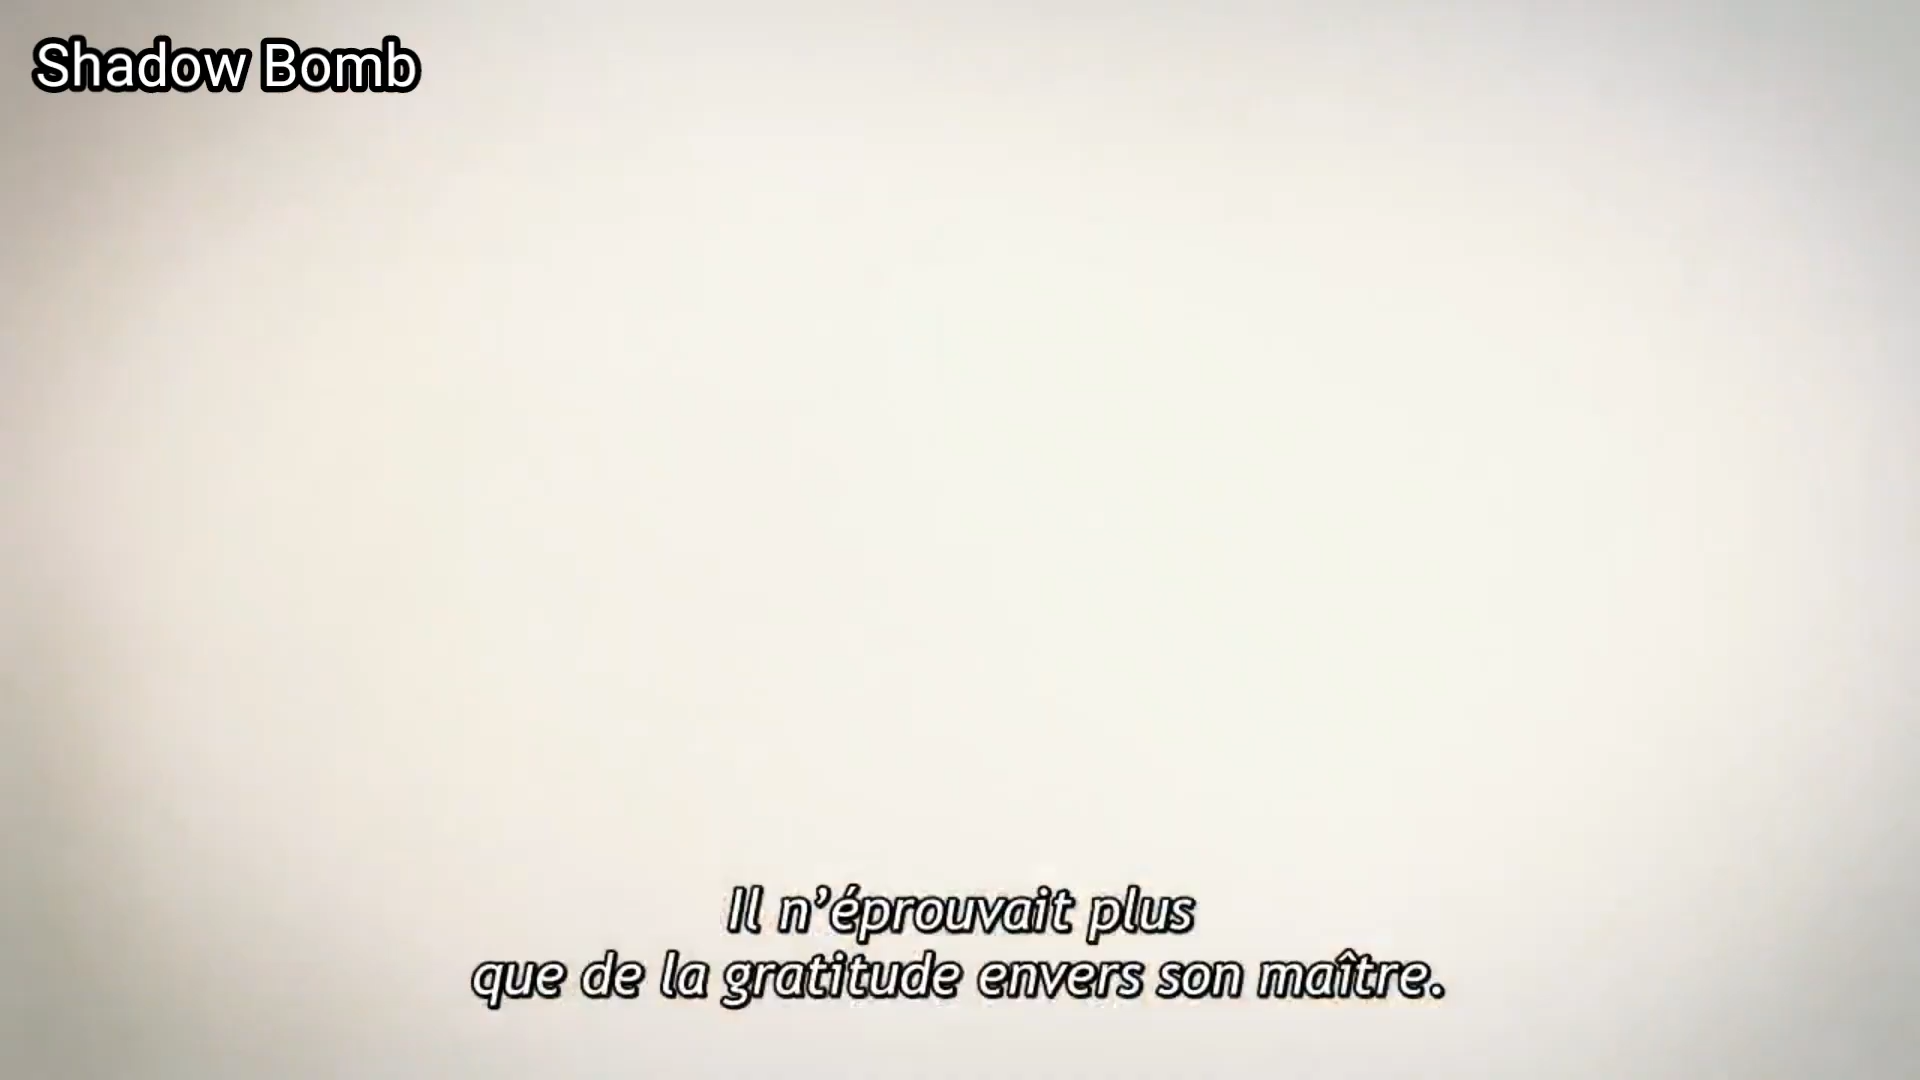 Shadow Bomb
Il n’éprouvait plus
que de la gratitude envers son maître.